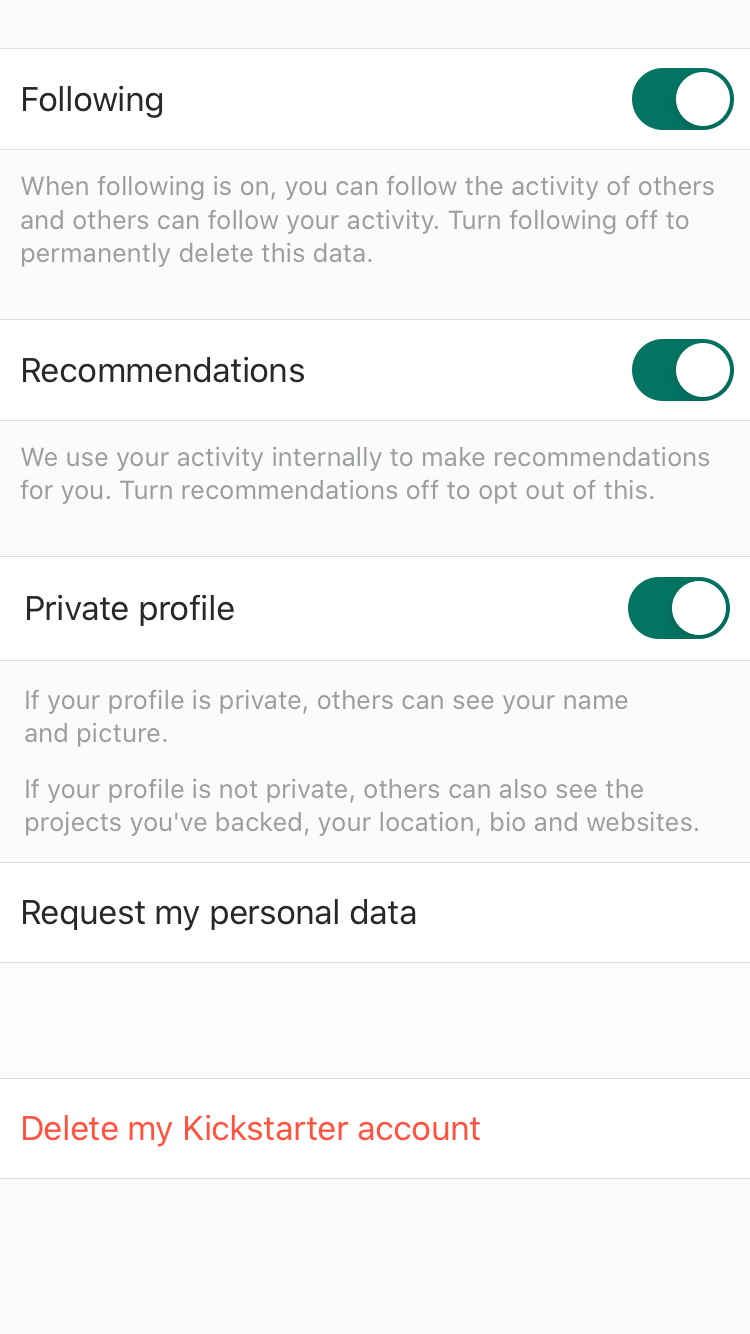 Following
When following is on, you can follow the activity of others
and others can follow your activity. Turn following off to
permanently delete this data.
Recommendations
We use your activity internally to make recommendations
for you. Turn recommendations off to opt out of this.
Private profile
If your profile is private, others can see your name
and picture.
If your profile is not private, others can also see the
projects you've backed, your location, bio and websites.
Request my personal data
Delete my Kickstarter account